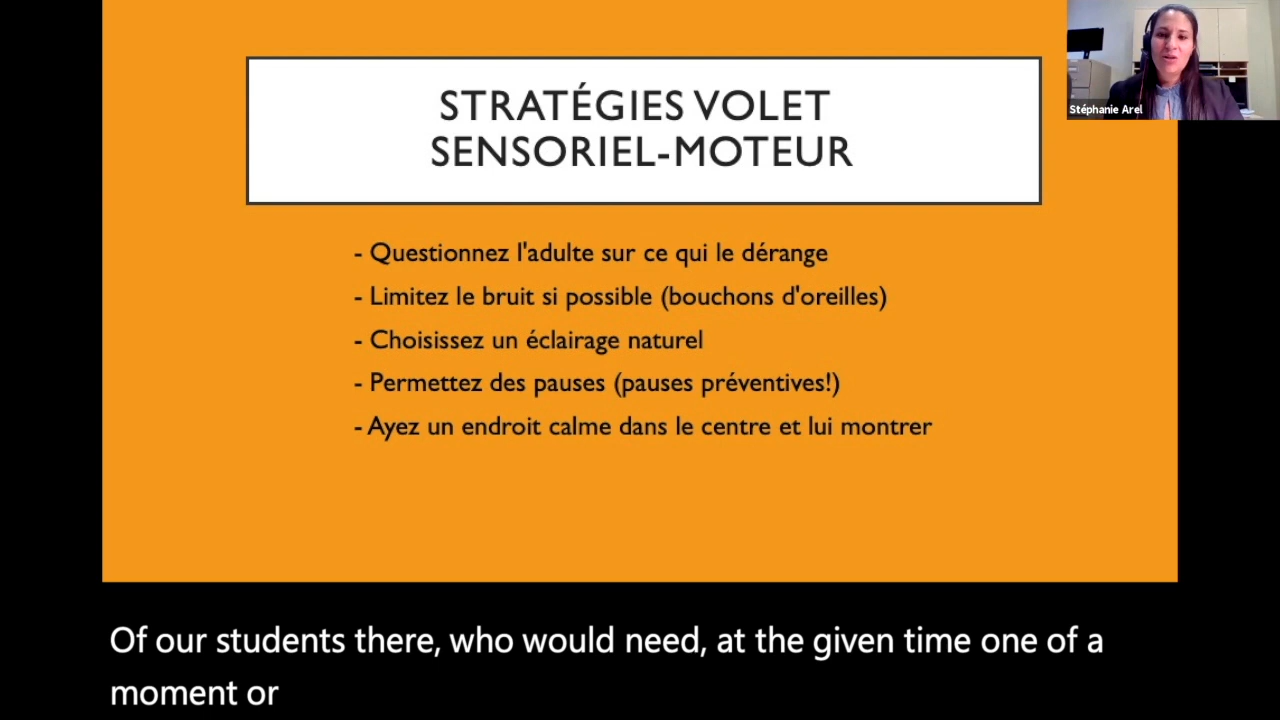 STRATÉGIES VOLET
SENSORIEL-MOTEUR
Stéphanie Arel
- Questionnez l'adulte sur ce qui le dérange
- Limitez le bruit si possible (bouchons d'oreilles)
- Choisissez un éclairage naturel
- Permettez des pauses (pauses préventives!)
- Ayez un endroit calme dans le centre et lui montrer
Of our students there, who would need, at the given time one of a
moment or